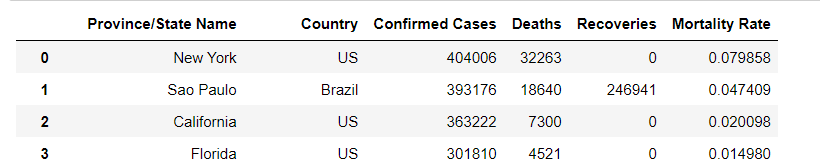 Province/State Name Country Confirmed Cases Deaths Recoveries Mortality Rate
0 New York US 404006 32263 0 0.079858
1 Sao Paulo Brazil 393176 18640 246941 0.047409
2 California US 363222 7300 0 0.020098
3 Florida US 301810 4521 0 0.014980